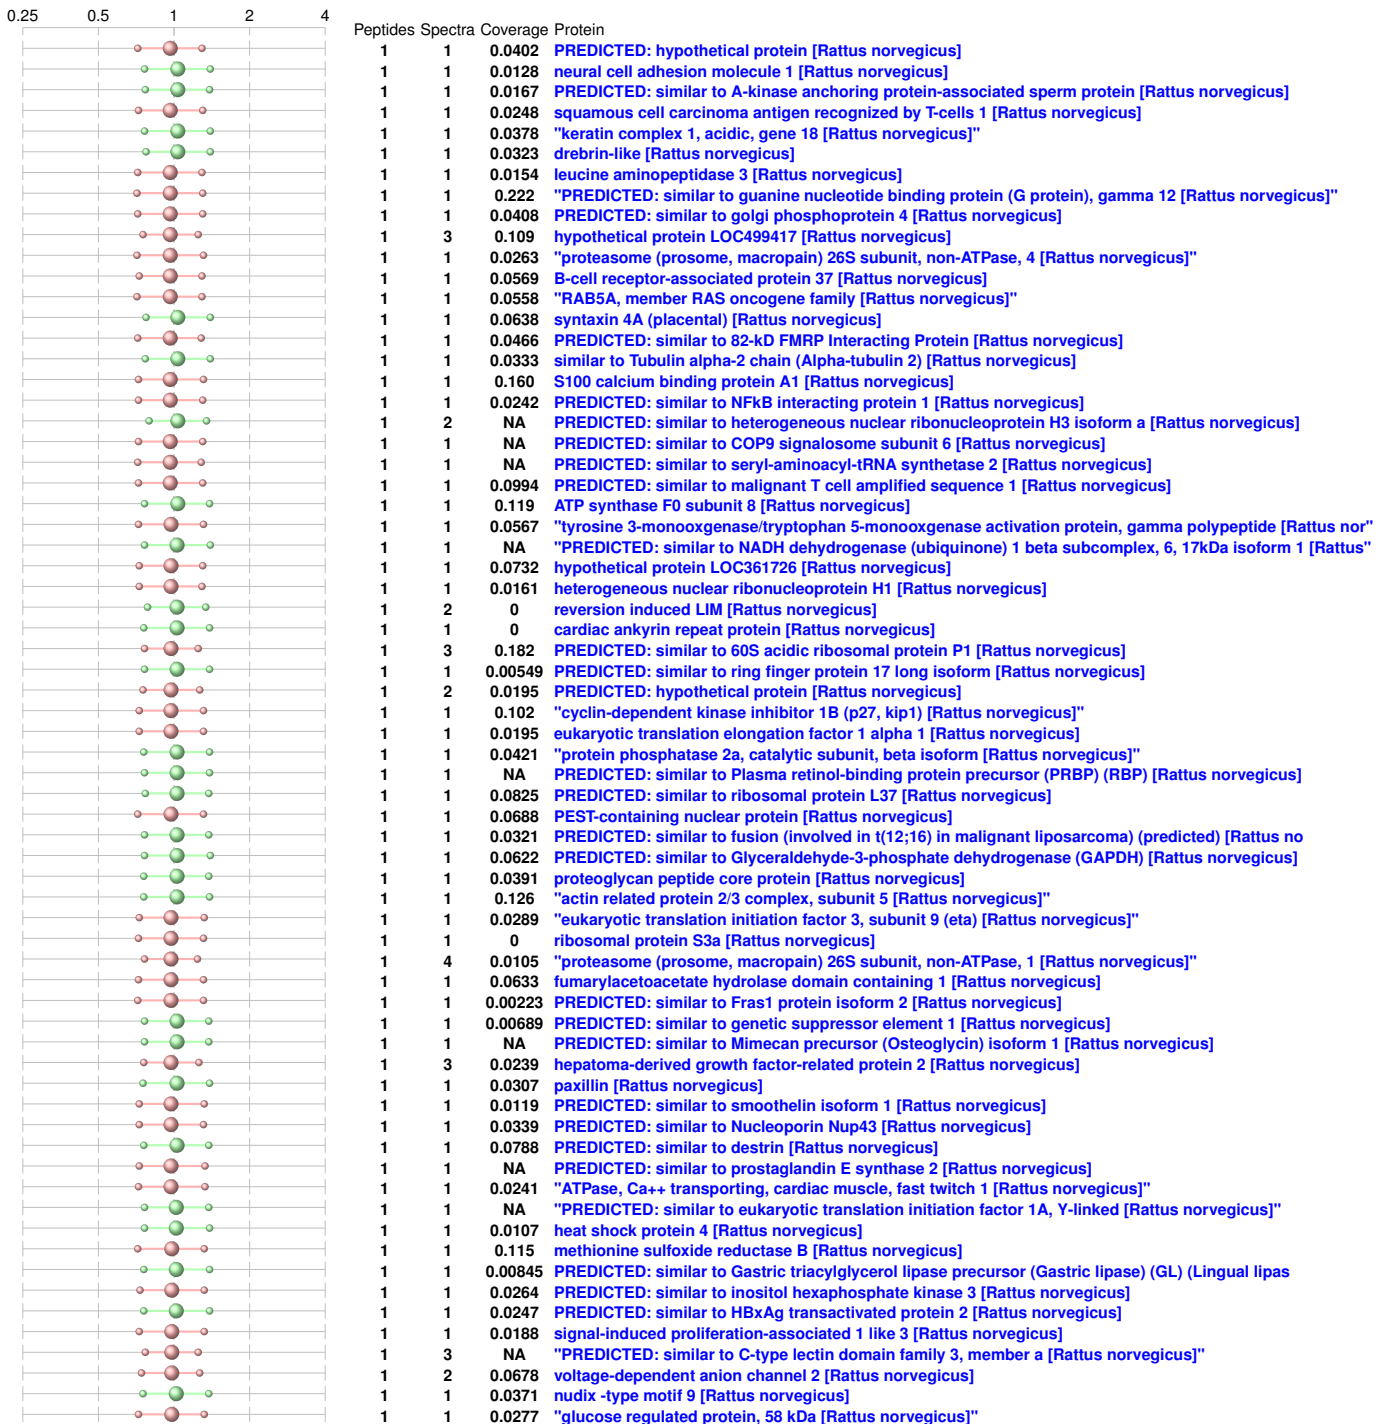 0.25 0.5 1 2 4
Peptides Spectra Coverage Protein
1 1 0.0402 PREDICTED: hypothetical protein [Rattus norvegicus]
1 1 0.0128 neural cell adhesion molecule 1 [Rattus norvegicus]
1 1 0.0167 PREDICTED: similar to A-kinase anchoring protein-associated sperm protein [Rattus norvegicus]
1 1 0.0248 squamous cell carcinoma antigen recognized by T-cells 1 [Rattus norvegicus]
1 1 0.0378 "keratin complex 1, acidic, gene 18 [Rattus norvegicus]"
1 1 0.0323 drebrin-like [Rattus norvegicus]
1 1 0.0154 leucine aminopeptidase 3 [Rattus norvegicus]
1 1 0.222 "PREDICTED: similar to guanine nucleotide binding protein (G protein), gamma 12 [Rattus norvegicus]"
1 1 0.0408 PREDICTED: similar to golgi phosphoprotein 4 [Rattus norvegicus]
1 3 0.109 hypothetical protein LOC499417 [Rattus norvegicus]
1 1 0.0263 "proteasome (prosome, macropain) 26S subunit, non-ATPase, 4 [Rattus norvegicus]"
1 1 0.0569 B-cell receptor-associated protein 37 [Rattus norvegicus]
1 1 0.0558 "RAB5A, member RAS oncogene family [Rattus norvegicus]"
1 1 0.0638 syntaxin 4A (placental) [Rattus norvegicus]
1 1 0.0466 PREDICTED: similar to 82-kD FMRP Interacting Protein [Rattus norvegicus]
1 1 0.0333 similar to Tubulin alpha-2 chain (Alpha-tubulin 2) [Rattus norvegicus]
1 1 0.160 S100 calcium binding protein A1 [Rattus norvegicus]
1 1 0.0242 PREDICTED: similar to NFkB interacting protein 1 [Rattus norvegicus]
1 2 NA PREDICTED: similar to heterogeneous nuclear ribonucleoprotein H3 isoform a [Rattus norvegicus]
1 1 NA PREDICTED: similar to COP9 signalosome subunit 6 [Rattus norvegicus]
1 1 NA PREDICTED: similar to seryl-aminoacyl-tRNA synthetase 2 [Rattus norvegicus]
1 1 0.0994 PREDICTED: similar to malignant T cell amplified sequence 1 [Rattus norvegicus]
1 1 0.119 ATP synthase F0 subunit 8 [Rattus norvegicus]
1 1 0.0567 "tyrosine 3-monooxgenase/tryptophan 5-monooxgenase activation protein, gamma polypeptide [Rattus nor"
1 1 NA "PREDICTED: similar to NADH dehydrogenase (ubiquinone) 1 beta subcomplex, 6, 17kDa isoform 1 [Rattus"
1 1 0.0732 hypothetical protein LOC361726 [Rattus norvegicus]
1 1 0.0161 heterogeneous nuclear ribonucleoprotein H1 [Rattus norvegicus]
1 2 0 reversion induced LIM [Rattus norvegicus]
1 1 0 cardiac ankyrin repeat protein [Rattus norvegicus]
1 3 0.182 PREDICTED: similar to 60S acidic ribosomal protein P1 [Rattus norvegicus]
1 1 0.00549 PREDICTED: similar to ring finger protein 17 long isoform [Rattus norvegicus]
1 2 0.0195 PREDICTED: hypothetical protein [Rattus norvegicus]
1 1 0.102 "cyclin-dependent kinase inhibitor 1B (p27, kip1) [Rattus norvegicus]"
1 1 0.0195 eukaryotic translation elongation factor 1 alpha 1 [Rattus norvegicus]
1 1 0.0421 "protein phosphatase 2a, catalytic subunit, beta isoform [Rattus norvegicus]"
1 1 NA PREDICTED: similar to Plasma retinol-binding protein precursor (PRBP) (RBP) [Rattus norvegicus]
1 1 0.0825 PREDICTED: similar to ribosomal protein L37 [Rattus norvegicus]
1 1 0.0688 PEST-containing nuclear protein [Rattus norvegicus]
1 1 0.0321 PREDICTED: similar to fusion (involved in t(12;16) in malignant liposarcoma) (predicted) [Rattus no
1 1 0.0622 PREDICTED: similar to Glyceraldehyde-3-phosphate dehydrogenase (GAPDH) [Rattus norvegicus]
1 1 0.0391 proteoglycan peptide core protein [Rattus norvegicus]
1 1 0.126 "actin related protein 2/3 complex, subunit 5 [Rattus norvegicus]"
1 1 0.0289 "eukaryotic translation initiation factor 3, subunit 9 (eta) [Rattus norvegicus]"
1 1 0 ribosomal protein S3a [Rattus norvegicus]
1 4 0.0105 "proteasome (prosome, macropain) 26S subunit, non-ATPase, 1 [Rattus norvegicus]"
1 1 0.0633 fumarylacetoacetate hydrolase domain containing 1 [Rattus norvegicus]
1 1 0.00223 PREDICTED: similar to Fras1 protein isoform 2 [Rattus norvegicus]
1 1 0.00689 PREDICTED: similar to genetic suppressor element 1 [Rattus norvegicus]
1 1 NA PREDICTED: similar to Mimecan precursor (Osteoglycin) isoform 1 [Rattus norvegicus]
1 3 0.0239 hepatoma-derived growth factor-related protein 2 [Rattus norvegicus]
1 1 0.0307 paxillin [Rattus norvegicus]
1 1 0.0119 PREDICTED: similar to smoothelin isoform 1 [Rattus norvegicus]
1 1 0.0339 PREDICTED: similar to Nucleoporin Nup43 [Rattus norvegicus]
1 1 0.0788 PREDICTED: similar to destrin [Rattus norvegicus]
1 1 NA PREDICTED: similar to prostaglandin E synthase 2 [Rattus norvegicus]
1 1 0.0241 "ATPase, Ca++ transporting, cardiac muscle, fast twitch 1 [Rattus norvegicus]"
1 1 NA "PREDICTED: similar to eukaryotic translation initiation factor 1A, Y-linked [Rattus norvegicus]"
1 1 0.0107 heat shock protein 4 [Rattus norvegicus]
1 1 0.115 methionine sulfoxide reductase B [Rattus norvegicus]
1 1 0.00845 PREDICTED: similar to Gastric triacylglycerol lipase precursor (Gastric lipase) (GL) (Lingual lipas
1 1 0.0264 PREDICTED: similar to inositol hexaphosphate kinase 3 [Rattus norvegicus]
1 1 0.0247 PREDICTED: similar to HBxAg transactivated protein 2 [Rattus norvegicus]
1 1 0.0188 signal-induced proliferation-associated 1 like 3 [Rattus norvegicus]
1 3 NA "PREDICTED: similar to C-type lectin domain family 3, member a [Rattus norvegicus]"
1 2 0.0678 voltage-dependent anion channel 2 [Rattus norvegicus]
1 1 0.0371 nudix -type motif 9 [Rattus norvegicus]
1 1 0.0277 "glucose regulated protein, 58 kDa [Rattus norvegicus]"